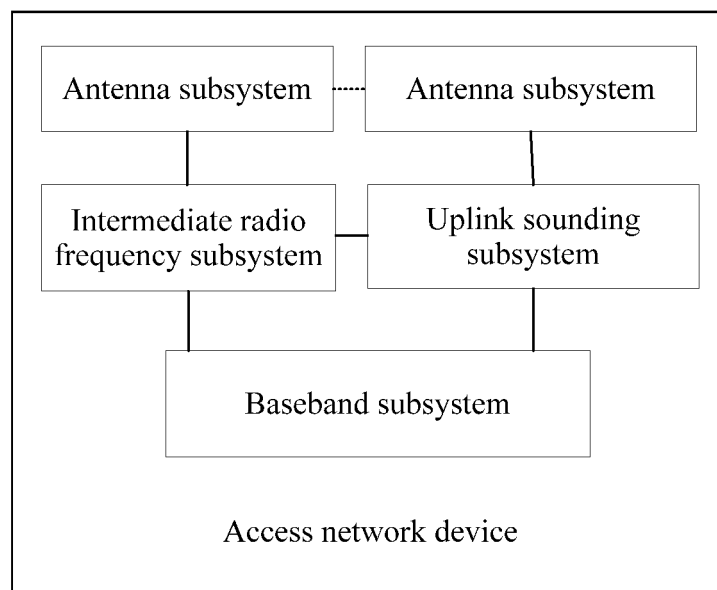 Antenna subsystem
Antenna subsystem
Intermediate radio
frequency subsystem
Uplink sounding
subsystem
Baseband subsystem
Access network device